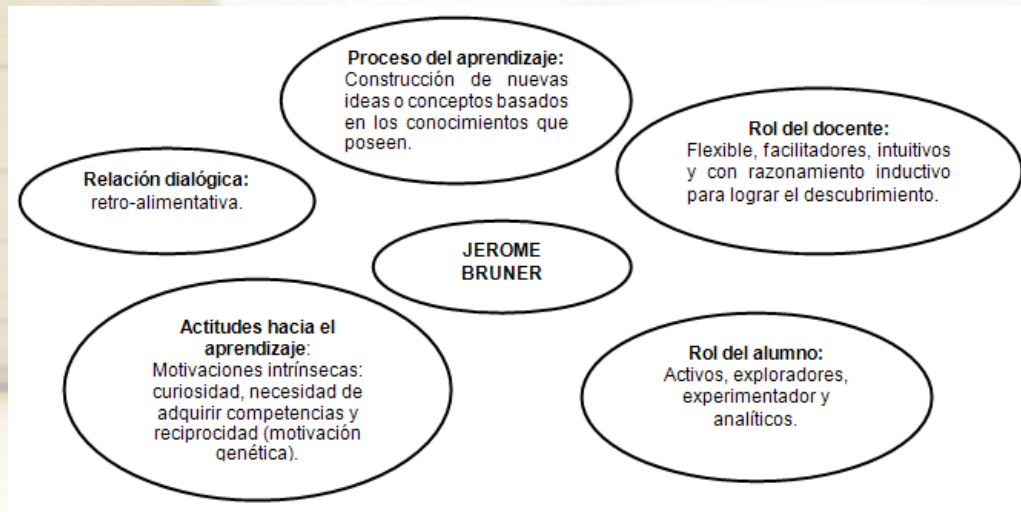 Proceso del aprendizaje:
Construcción de nuevas
ideas o conceptos basados
en los conocimientos que
poseen.
Rol del docente:
Flexible, facilitadores, intuitivos
y con razonamiento inductivo
para lograr el descubrimiento.
Relación dialógica:
retro-alimentativa.
JEROME
BRUNER
Actitudes hacia el
aprendizaje:
Motivaciones intrínsecas:
curiosidad, necesidad de
adquirir competencias y
reciprocidad (motivación
genética).
Rol del alumno:
Activos, exploradores,
experimentador y
analíticos.